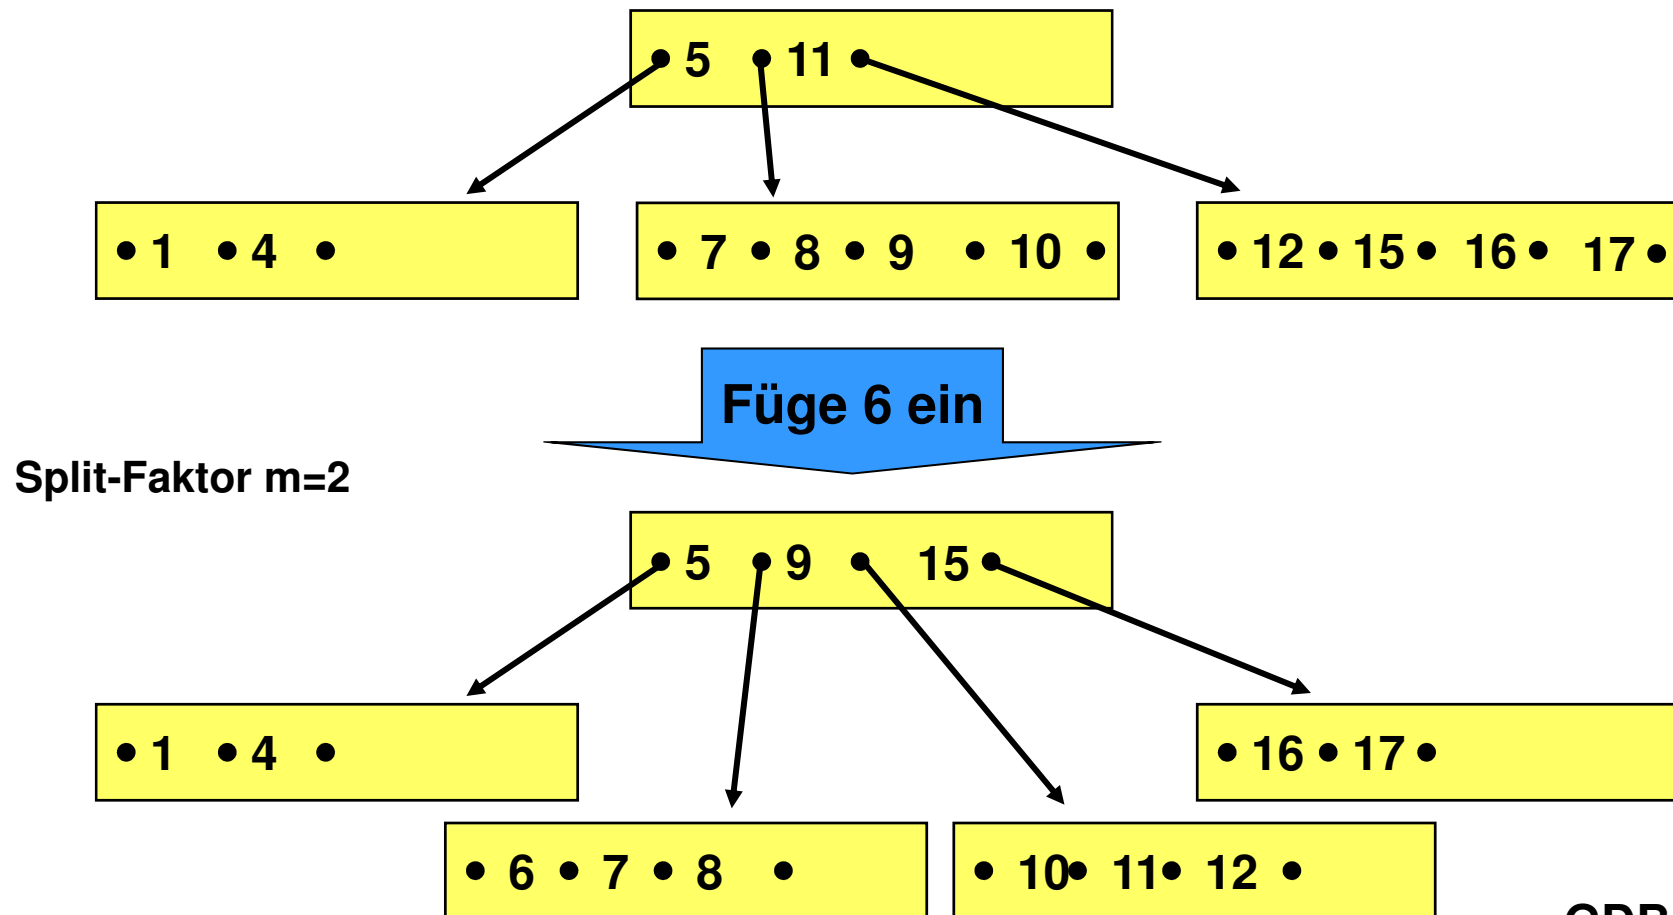 • 5 • 11 •
• 1 • 4 •
• 7 • 8 • 9 • 10 •
• 12 • 15 • 16 • 17 •
Füge 6 ein
Split-Faktor m=2
• 5 • 9 • 15 •
• 1 • 4 •
• 16 • 17 •
• 6 • 7 • 8 •
• 10 • 11 • 12 •